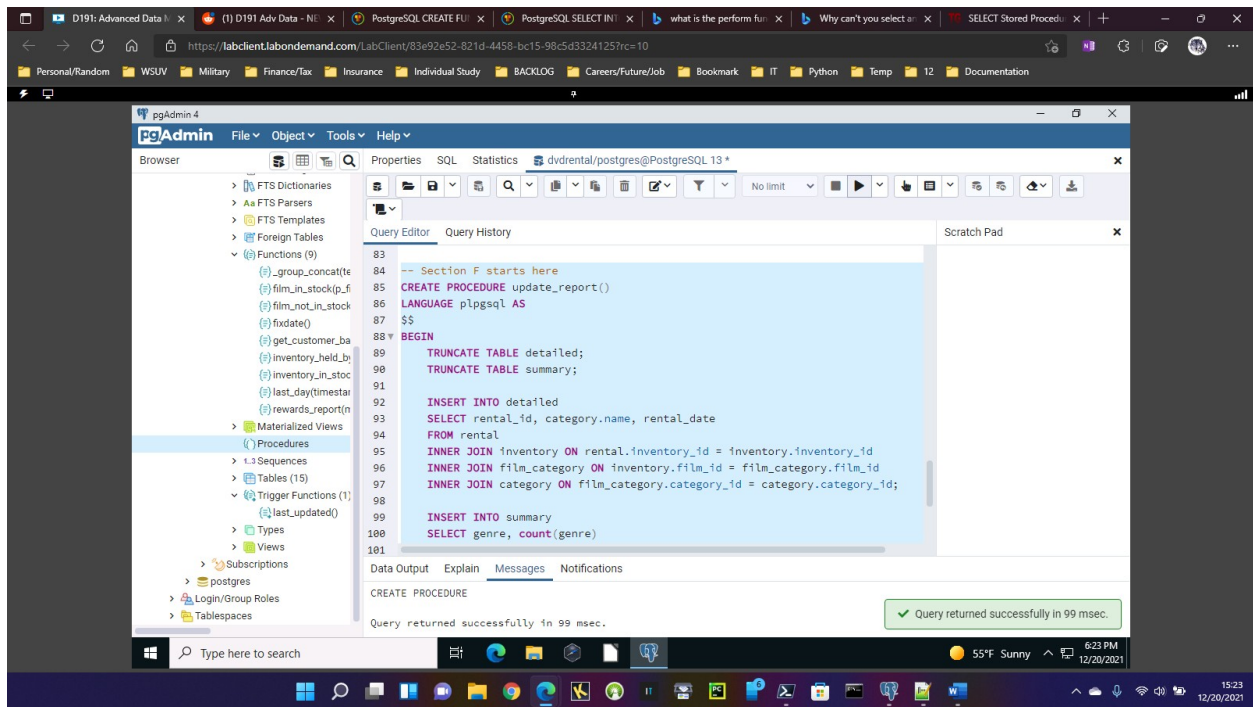 D191: Advanced Data M
(1) D191 Adv Data - NE
PostgreSQL CREATE FU
PostgreSQL SELECT INT
what is the perform fun
Why can't you select an
SELECT Stored Procedu
https://labclient.labondemand.com/LabClient/83e92e52-821d-4458-bc15-98c5d3324125?rc=10
Personal/Random WSUV Military Finance/Tax Insurance Individual Study BACKLOG Careers/Future/Job Bookmark IT Python Temp 12 Documentation
pgAdmin 4
pgAdmin File Object Tools Help
Browser
Properties SQL Statistics dvdrental/postgres@PostgreSQL 13 *
No limit
Query Editor Query History
Scratch Pad
FTS Dictionaries
FTS Parsers
FTS Templates
Foreign Tables
Functions (9)
_group_concat(te
film_in_stock(p_fi
film_not_in_stock
fixdate()
get_customer_ba
inventory_held_by
inventory_in_stoc
last_day(timestar
rewards_report(m
Materialized Views
Procedures
1..3 Sequences
Tables (15)
Trigger Functions (1)
last_updated()
Types
Views
Subscriptions
postgres
Login/Group Roles
Tablespaces
83
84 -- Section F starts here
85 CREATE PROCEDURE update_report()
86 LANGUAGE plpgsql AS
87 $$
88 BEGIN
89 TRUNCATE TABLE detailed;
90 TRUNCATE TABLE summary;
91
92 INSERT INTO detailed
93 SELECT rental_id, category.name, rental_date
94 FROM rental
95 INNER JOIN inventory ON rental.inventory_id = inventory.inventory_id
96 INNER JOIN film_category ON inventory.film_id = film_category.film_id
97 INNER JOIN category ON film_category.category_id = category.category_id;
98
99 INSERT INTO summary
100 SELECT genre, count(genre)
101
Data Output Explain Messages Notifications
CREATE PROCEDURE
Query returned successfully in 99 msec.
Query returned successfully in 99 msec.
Type here to search
55°F Sunny
6:23 PM
12/20/2021
15:23
12/20/2021